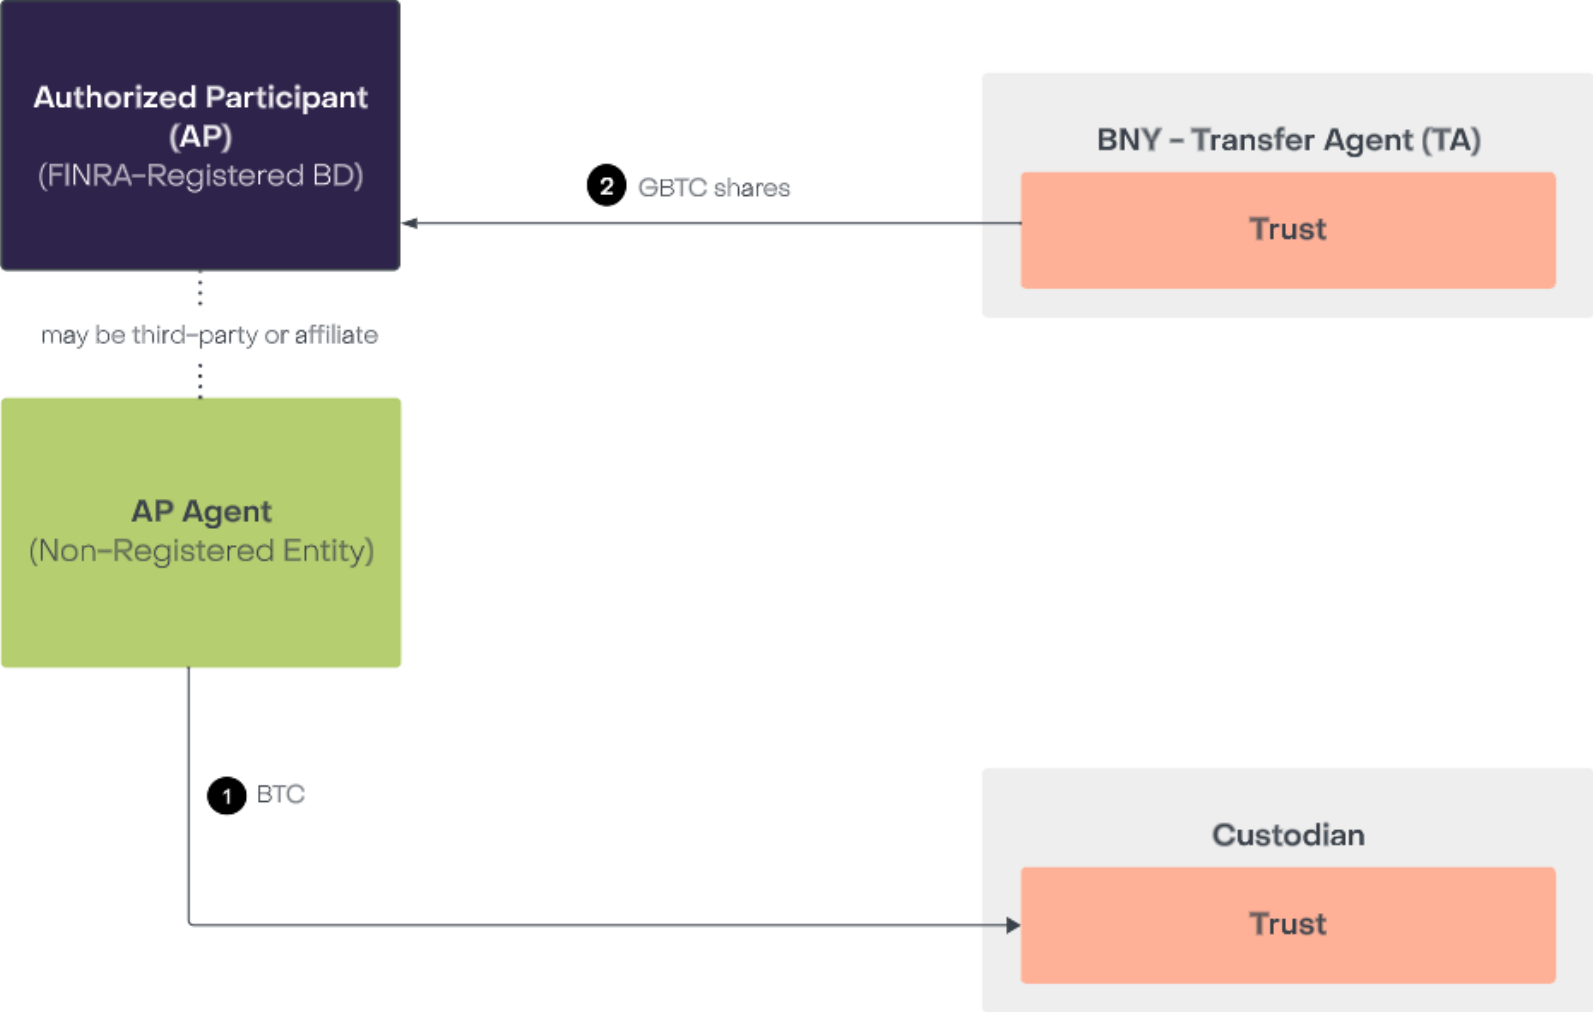 Authorized Participant
(AP)
(FINRA-Registered BD)
BNY - Transfer Agent (TA)
Trust
2 GBTC shares
may be third-party or affiliate
AP Agent
(Non-Registered Entity)
1 BTC
Custodian
Trust